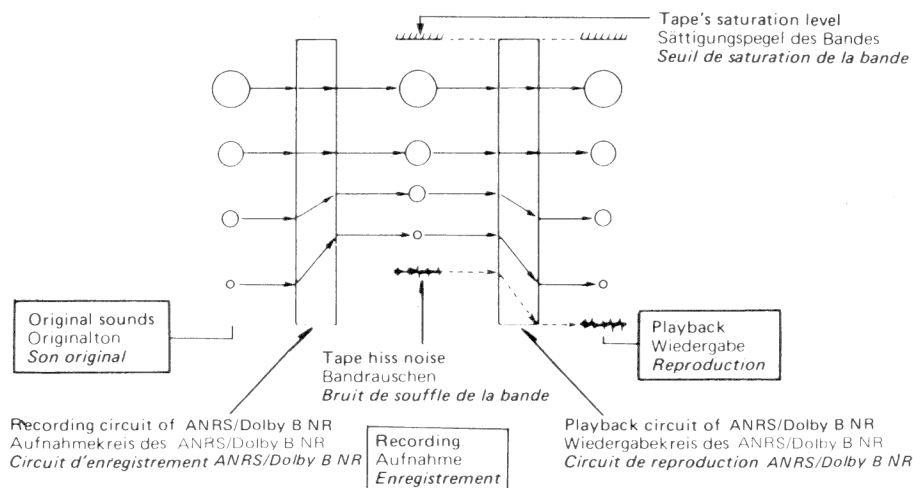 Tape's saturation level
Sättigungspegel des Bandes
Seuil de saturation de la bande
Original sounds
Originalton
Son original
Tape hiss noise
Bandrauschen
Bruit de souffle de la bande
Playback
Wiedergabe
Reproduction
Recording circuit of ANRS/Dolby B NR
Aufnahmekreis des ANRS/Dolby B NR
Circuit d'enregistrement ANRS/Dolby B NR
Recording
Aufnahme
Enregistrement
Playback circuit of ANRS/Dolby B NR
Wiedergabekreis des ANRS/Dolby B NR
Circuit de reproduction ANRS/Dolby B NR